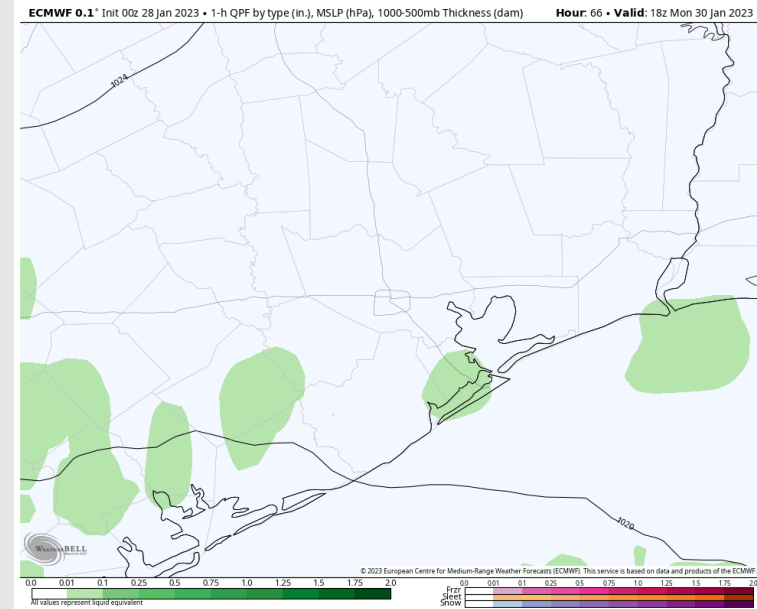 ECMWF 0.1° Init 00z 28 Jan 2023 • 1-h QPF by type (in.), MSLP (hPa), 1000-500mb Thickness (dam) Hour: 66 • Valid: 18z Mon 30 Jan 2023
1024
1020
WeatherBELL
© 2023 European Centre for Medium-Range Weather Forecasts (ECMWF). This service is based on data and products of the ECMWF.
0.0 0.01 0.1 0.25 0.5 0.75 1.0 1.25 1.5 1.75 2.0
All values represent liquid equivalent
0.0 0.01 0.1 0.25 0.5 0.75 1.0 1.25 1.5 1.75 2.0
Frzr
Sleet
Snow